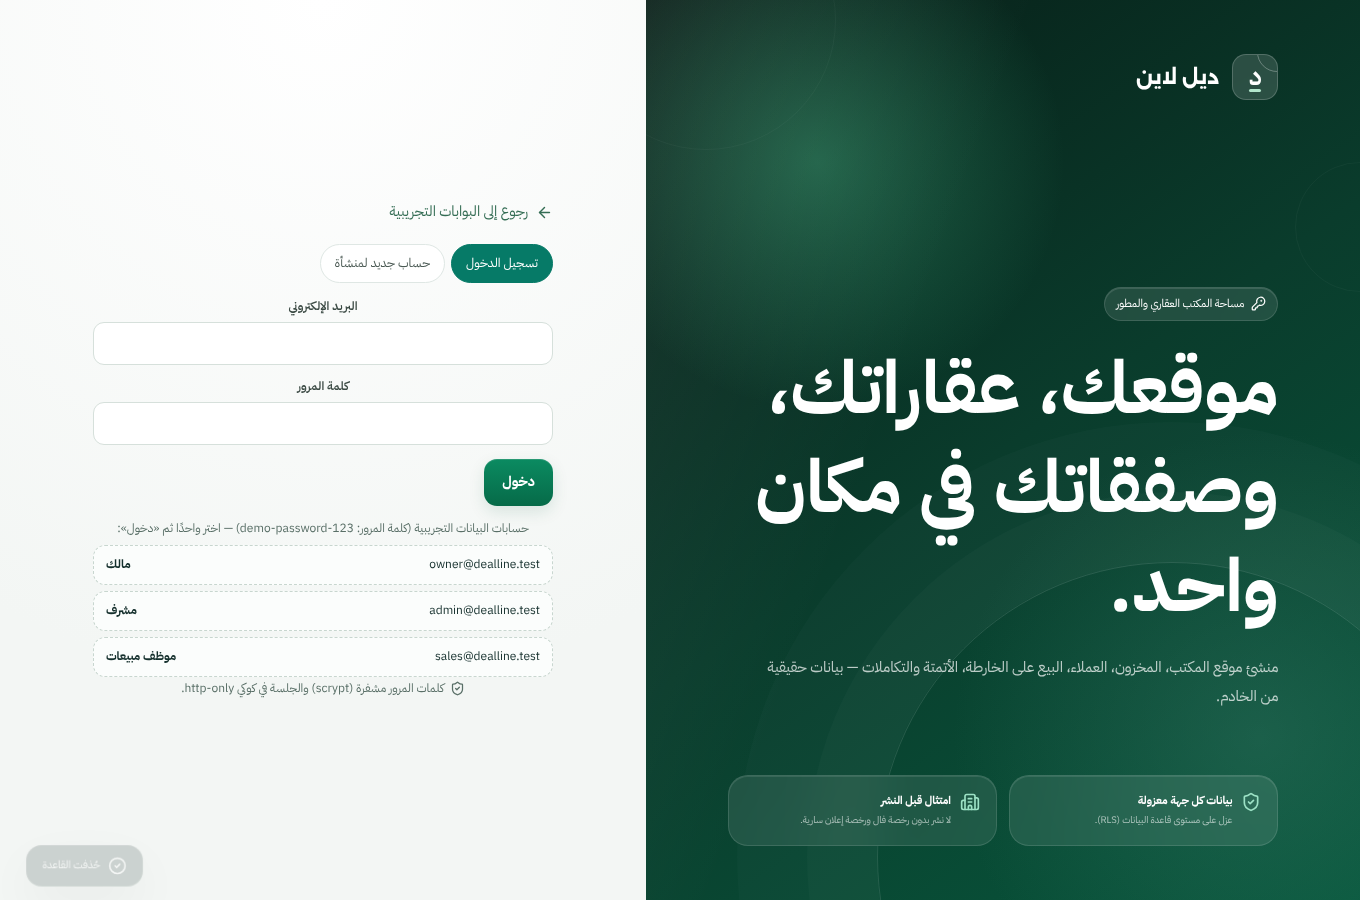 د
ديل لاين
مساحة المكتب العقاري والمطور
موقعك، عقاراتك،
وصفقاتك في مكان
واحد.
منشئ موقع المكتب، المخزون، العملاء، البيع على الخارطة، الأتمتة والتكاملات — بيانات حقيقية
من الخادم.
بيانات كل جهة معزولة
عزل على مستوى قاعدة البيانات (RLS).
امتثال قبل النشر
لا نشر بدون رخصة فال ورخصة إعلان سارية.
رجوع إلى البوابات التجريبية
تسجيل الدخول
حساب جديد لمنشأة
البريد الإلكتروني
كلمة المرور
دخول
حسابات البيانات التجريبية (كلمة المرور: demo-password-123) — اختر واحدًا ثم «دخول»:
owner@dealline.test مالك
admin@dealline.test مشرف
sales@dealline.test موظف مبيعات
كلمات المرور مشفرة (scrypt) والجلسة في كوكي http-only.
حُذفت القاعدة